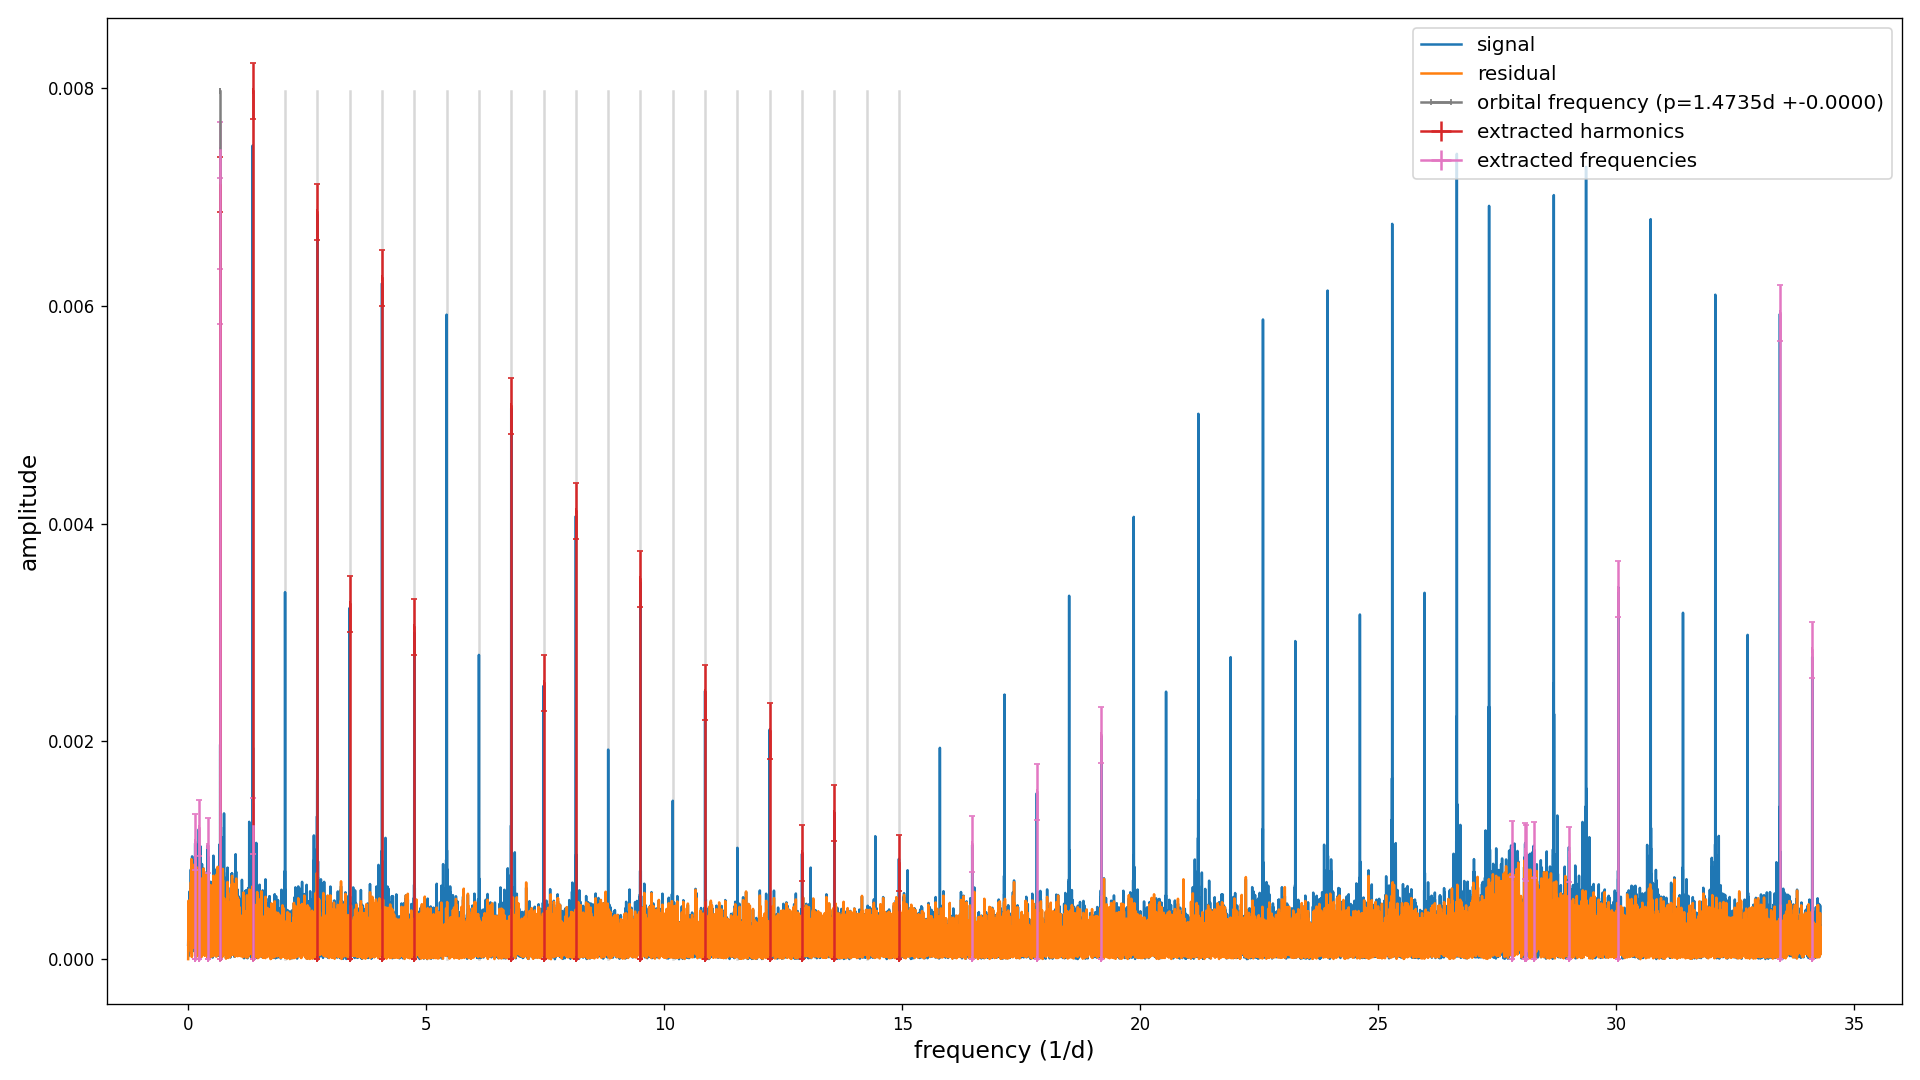 signal
residual
orbital frequency (p=1.4735d +-0.0000)
extracted harmonics
extracted frequencies
amplitude
0.008
0.006
0.004
0.002
0.000
0 5 10 15 20 25 30 35
frequency (1/d)